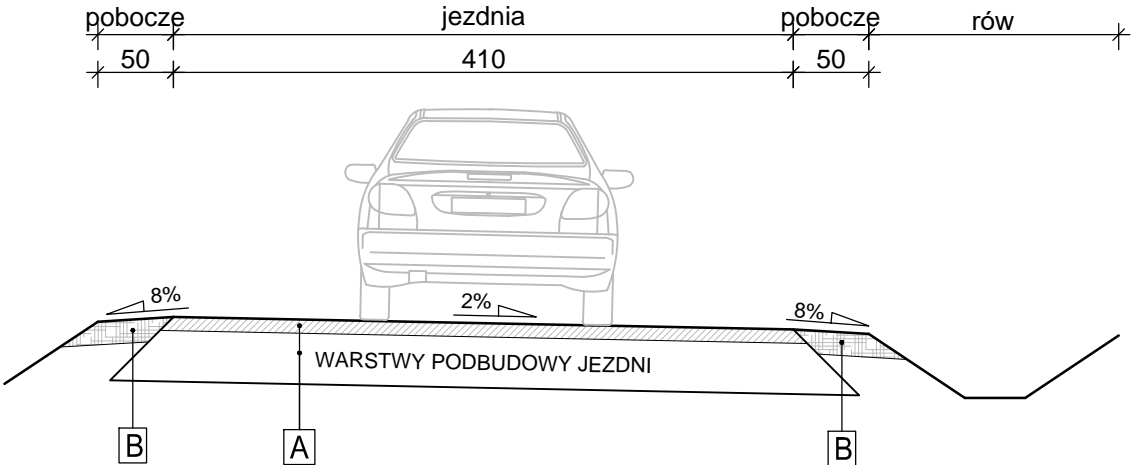 pobocze jezdnia pobocze rów
50 410 50
8% 2% 8%
WARSTWY PODBUDOWY JEZDNI
B A B